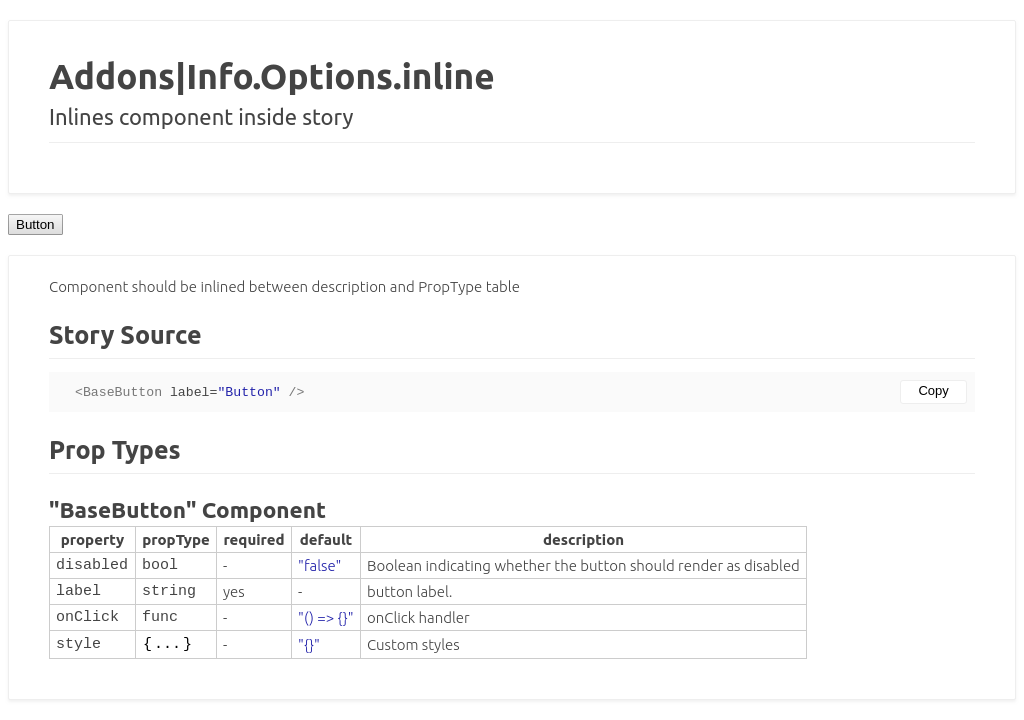 Addons|Info.Options.inline
Inlines component inside story
Button
Component should be inlined between description and PropType table
Story Source
<BaseButton label="Button" />
Copy
Prop Types
"BaseButton" Component
property propType required default description
disabled bool - "false" Boolean indicating whether the button should render as disabled
label string yes - button label.
onClick func - "() => {}" onClick handler
style {...} - "{}" Custom styles